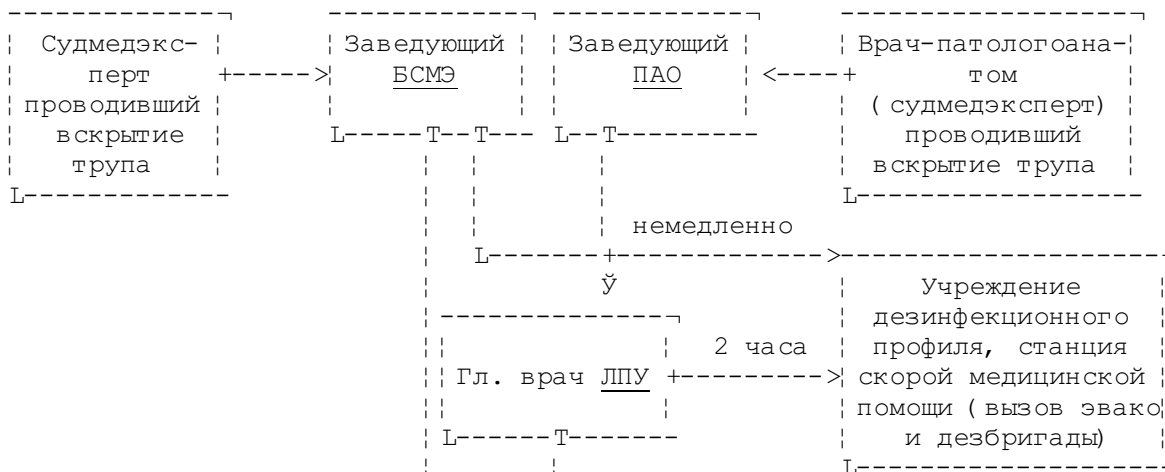 Судмедэкс-
перт
проводивший
вскрытие
трупа
Заведующий
БСМЭ
Заведующий
ПАО
Врач-патологоана-
том
(судмедэксперт)
проводивший
вскрытие трупа
немедленно
Ў
Гл. врач ЛПУ
2 часа
Учреждение
дезинфекционного
профиля, станция
скорой медицинской
помощи (вызов эвако
и дезбригады)